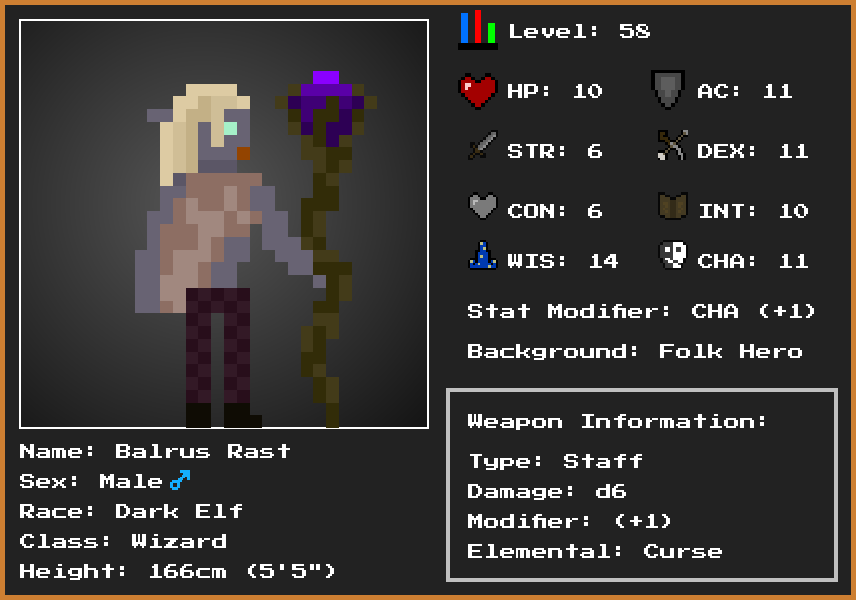 Level: 58
HP: 10 AC: 11
STR: 6 DEX: 11
CON: 6 INT: 10
WIS: 14 CHA: 11
Stat Modifier: CHA (+1)
Background: Folk Hero
Name: Balrus Rast
Sex: Male♂
Race: Dark Elf
Class: Wizard
Height: 166cm (5'5")
Weapon Information:
Type: Staff
Damage: d6
Modifier: (+1)
Elemental: Curse